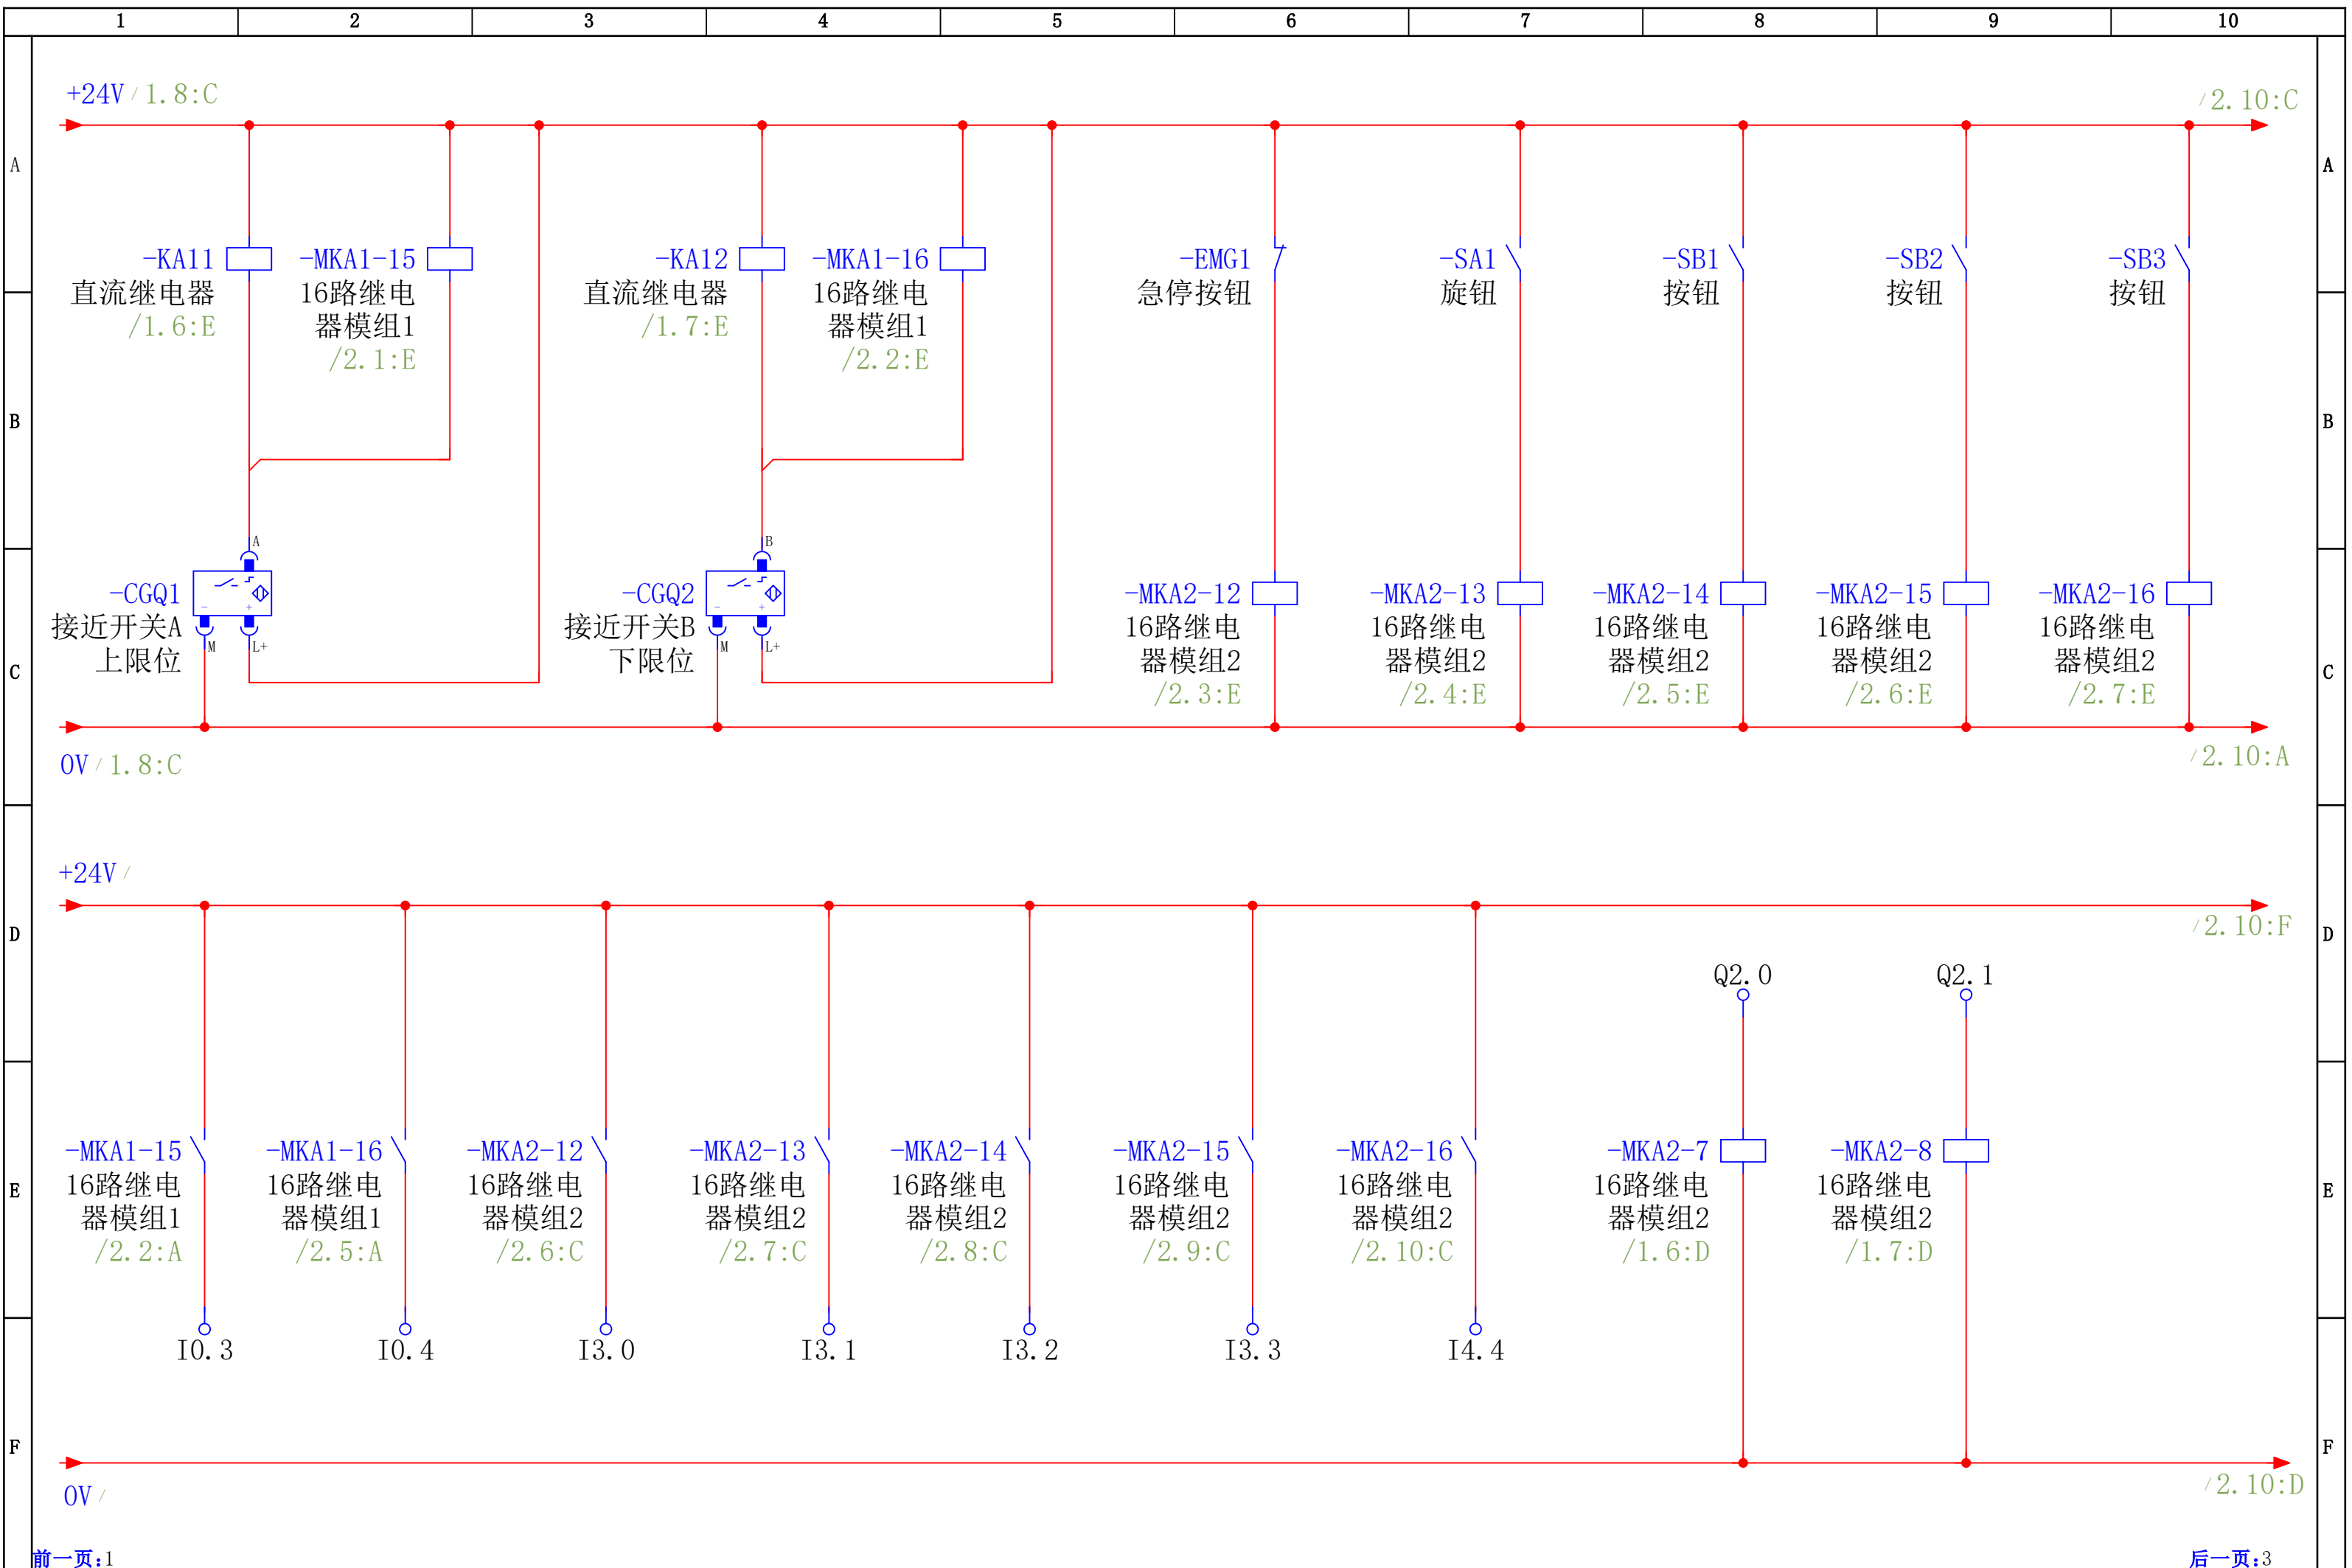 1 2 3 4 5 6 7 8 9 10
+24V / 1.8:C
/ 2.10:C
A
A
-KA11
直流继电器
/1.6:E
-MKA1-15
16路继电
器模组1
/2.1:E
-KA12
直流继电器
/1.7:E
-MKA1-16
16路继电
器模组1
/2.2:E
-EMG1
急停按钮
-SA1
旋钮
-SB1
按钮
-SB2
按钮
-SB3
按钮
B
B
A
-CGQ1
接近开关A
上限位
- +
M
L+
B
-CGQ2
接近开关B
下限位
- +
M
L+
-MKA2-12
16路继电
器模组2
/2.3:E
-MKA2-13
16路继电
器模组2
/2.4:E
-MKA2-14
16路继电
器模组2
/2.5:E
-MKA2-15
16路继电
器模组2
/2.6:E
-MKA2-16
16路继电
器模组2
/2.7:E
C
C
0V / 1.8:C
/ 2.10:A
+24V /
/ 2.10:F
D
D
Q2.0
Q2.1
-MKA1-15
16路继电
器模组1
/2.2:A
-MKA1-16
16路继电
器模组1
/2.5:A
-MKA2-12
16路继电
器模组2
/2.6:C
-MKA2-13
16路继电
器模组2
/2.7:C
-MKA2-14
16路继电
器模组2
/2.8:C
-MKA2-15
16路继电
器模组2
/2.9:C
-MKA2-16
16路继电
器模组2
/2.10:C
-MKA2-7
16路继电
器模组2
/1.6:D
-MKA2-8
16路继电
器模组2
/1.7:D
E
E
I0.3
I0.4
I3.0
I3.1
I3.2
I3.3
I4.4
F
F
0V /
/ 2.10:D
前一页:1
后一页:3